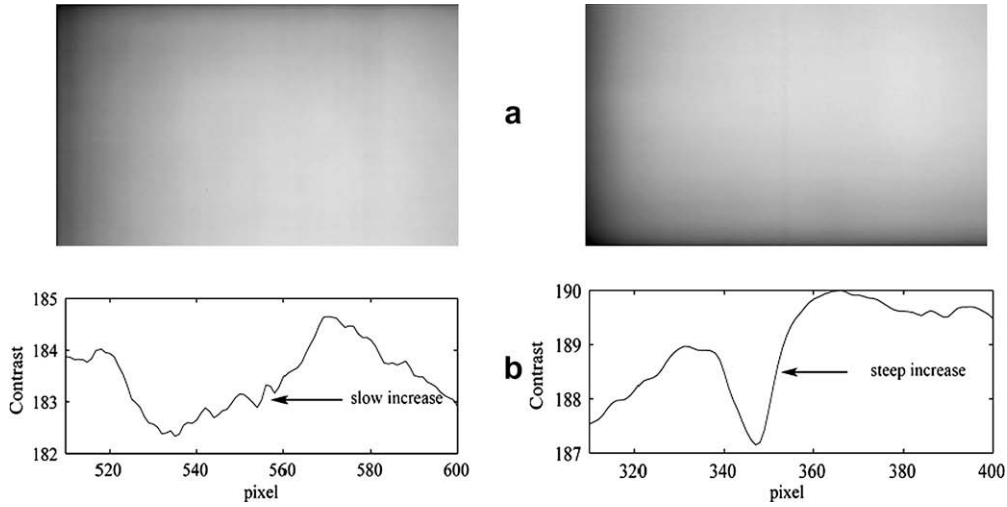 a
185
184
183
182
Contrast
slow increase
520
540
560
580
600
pixel
b
190
189
188
187
Contrast
steep increase
320
340
360
380
400
pixel